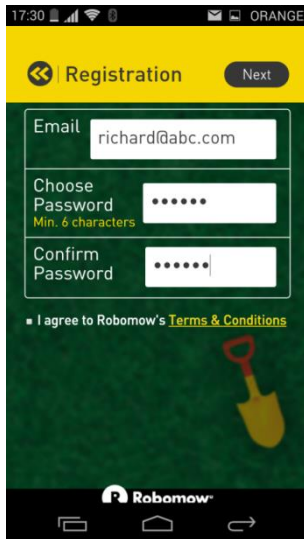 17:30 ORANGE
Registration Next
Email richard@abc.com
Choose
Password ••••••
Min. 6 characters
Confirm
Password ••••••
I agree to Robomow's Terms & Conditions
R Robomow